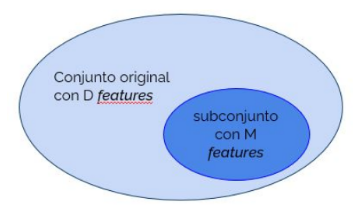 Conjunto original
con D features
subconjunto
con M
features